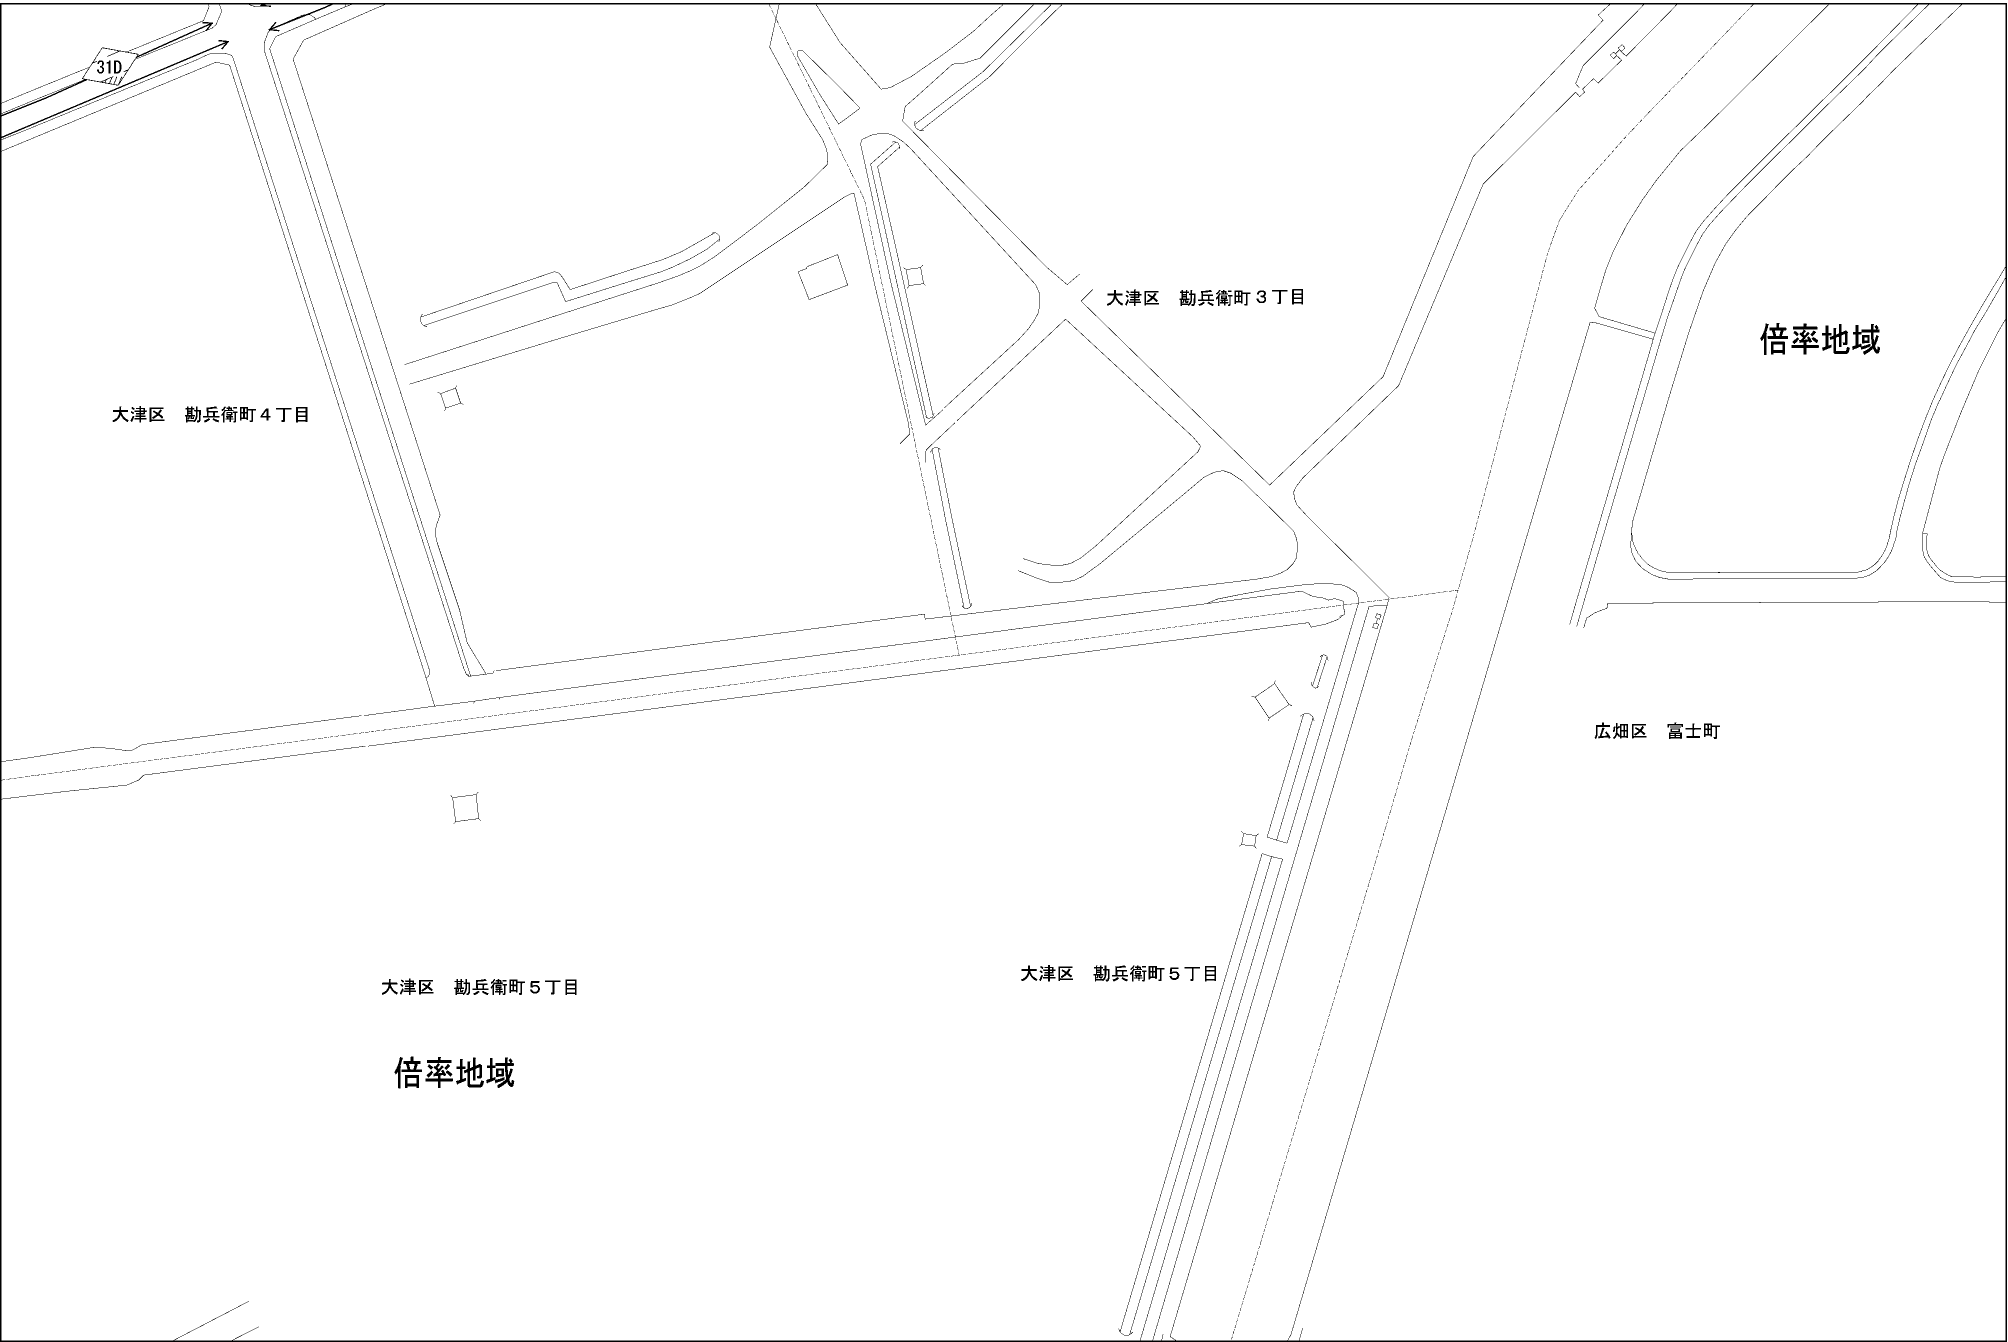 31D
大津区　勘兵衛町３丁目
倍率地域
大津区　勘兵衛町４丁目
広畑区　富士町
大津区　勘兵衛町５丁目
大津区　勘兵衛町５丁目
倍率地域